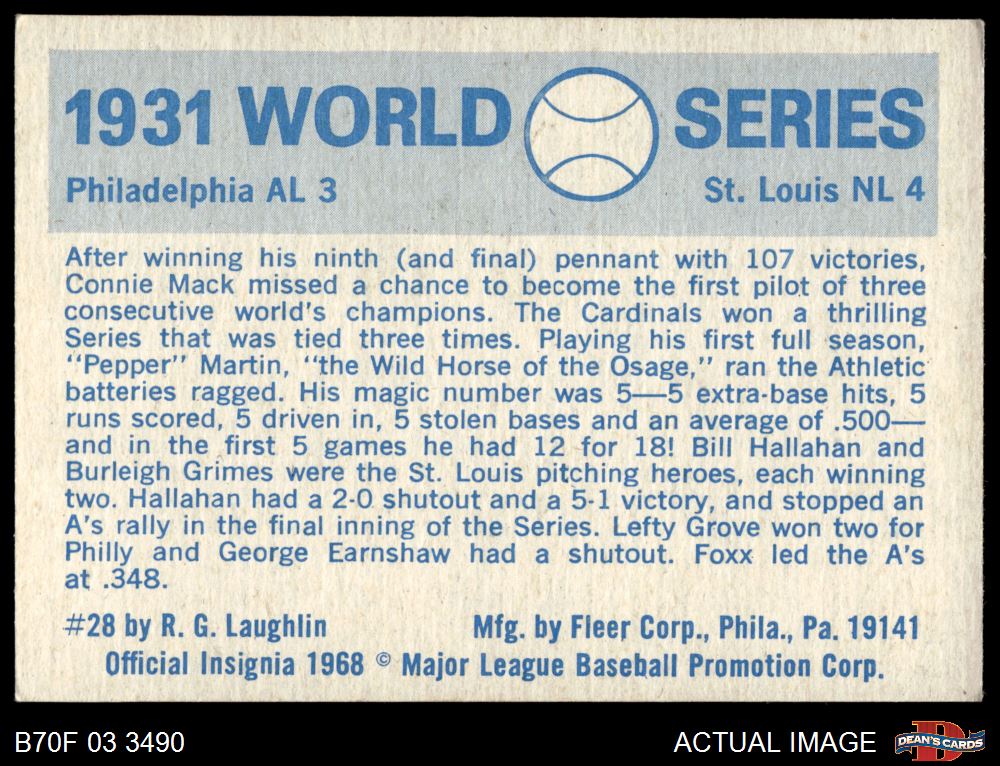 1931 WORLD SERIES
Philadelphia AL 3 St. Louis NL 4
After winning his ninth (and final) pennant with 107 victories,
Connie Mack missed a chance to become the first pilot of three
consecutive world's champions. The Cardinals won a thrilling
Series that was tied three times. Playing his first full season,
"Pepper" Martin, "the Wild Horse of the Osage," ran the Athletic
batteries ragged. His magic number was 5—5 extra-base hits, 5
runs scored, 5 driven in, 5 stolen bases and an average of .500—
and in the first 5 games he had 12 for 18! Bill Hallahan and
Burleigh Grimes were the St. Louis pitching heroes, each winning
two. Hallahan had a 2-0 shutout and a 5-1 victory, and stopped an
A's rally in the final inning of the Series. Lefty Grove won two for
Philly and George Earnshaw had a shutout. Foxx led the A's
at .348.
#28 by R. G. Laughlin Mfg. by Fleer Corp., Phila., Pa. 19141
Official Insignia 1968 © Major League Baseball Promotion Corp.
B70F 03 3490 ACTUAL IMAGE D DEAN'S CARDS